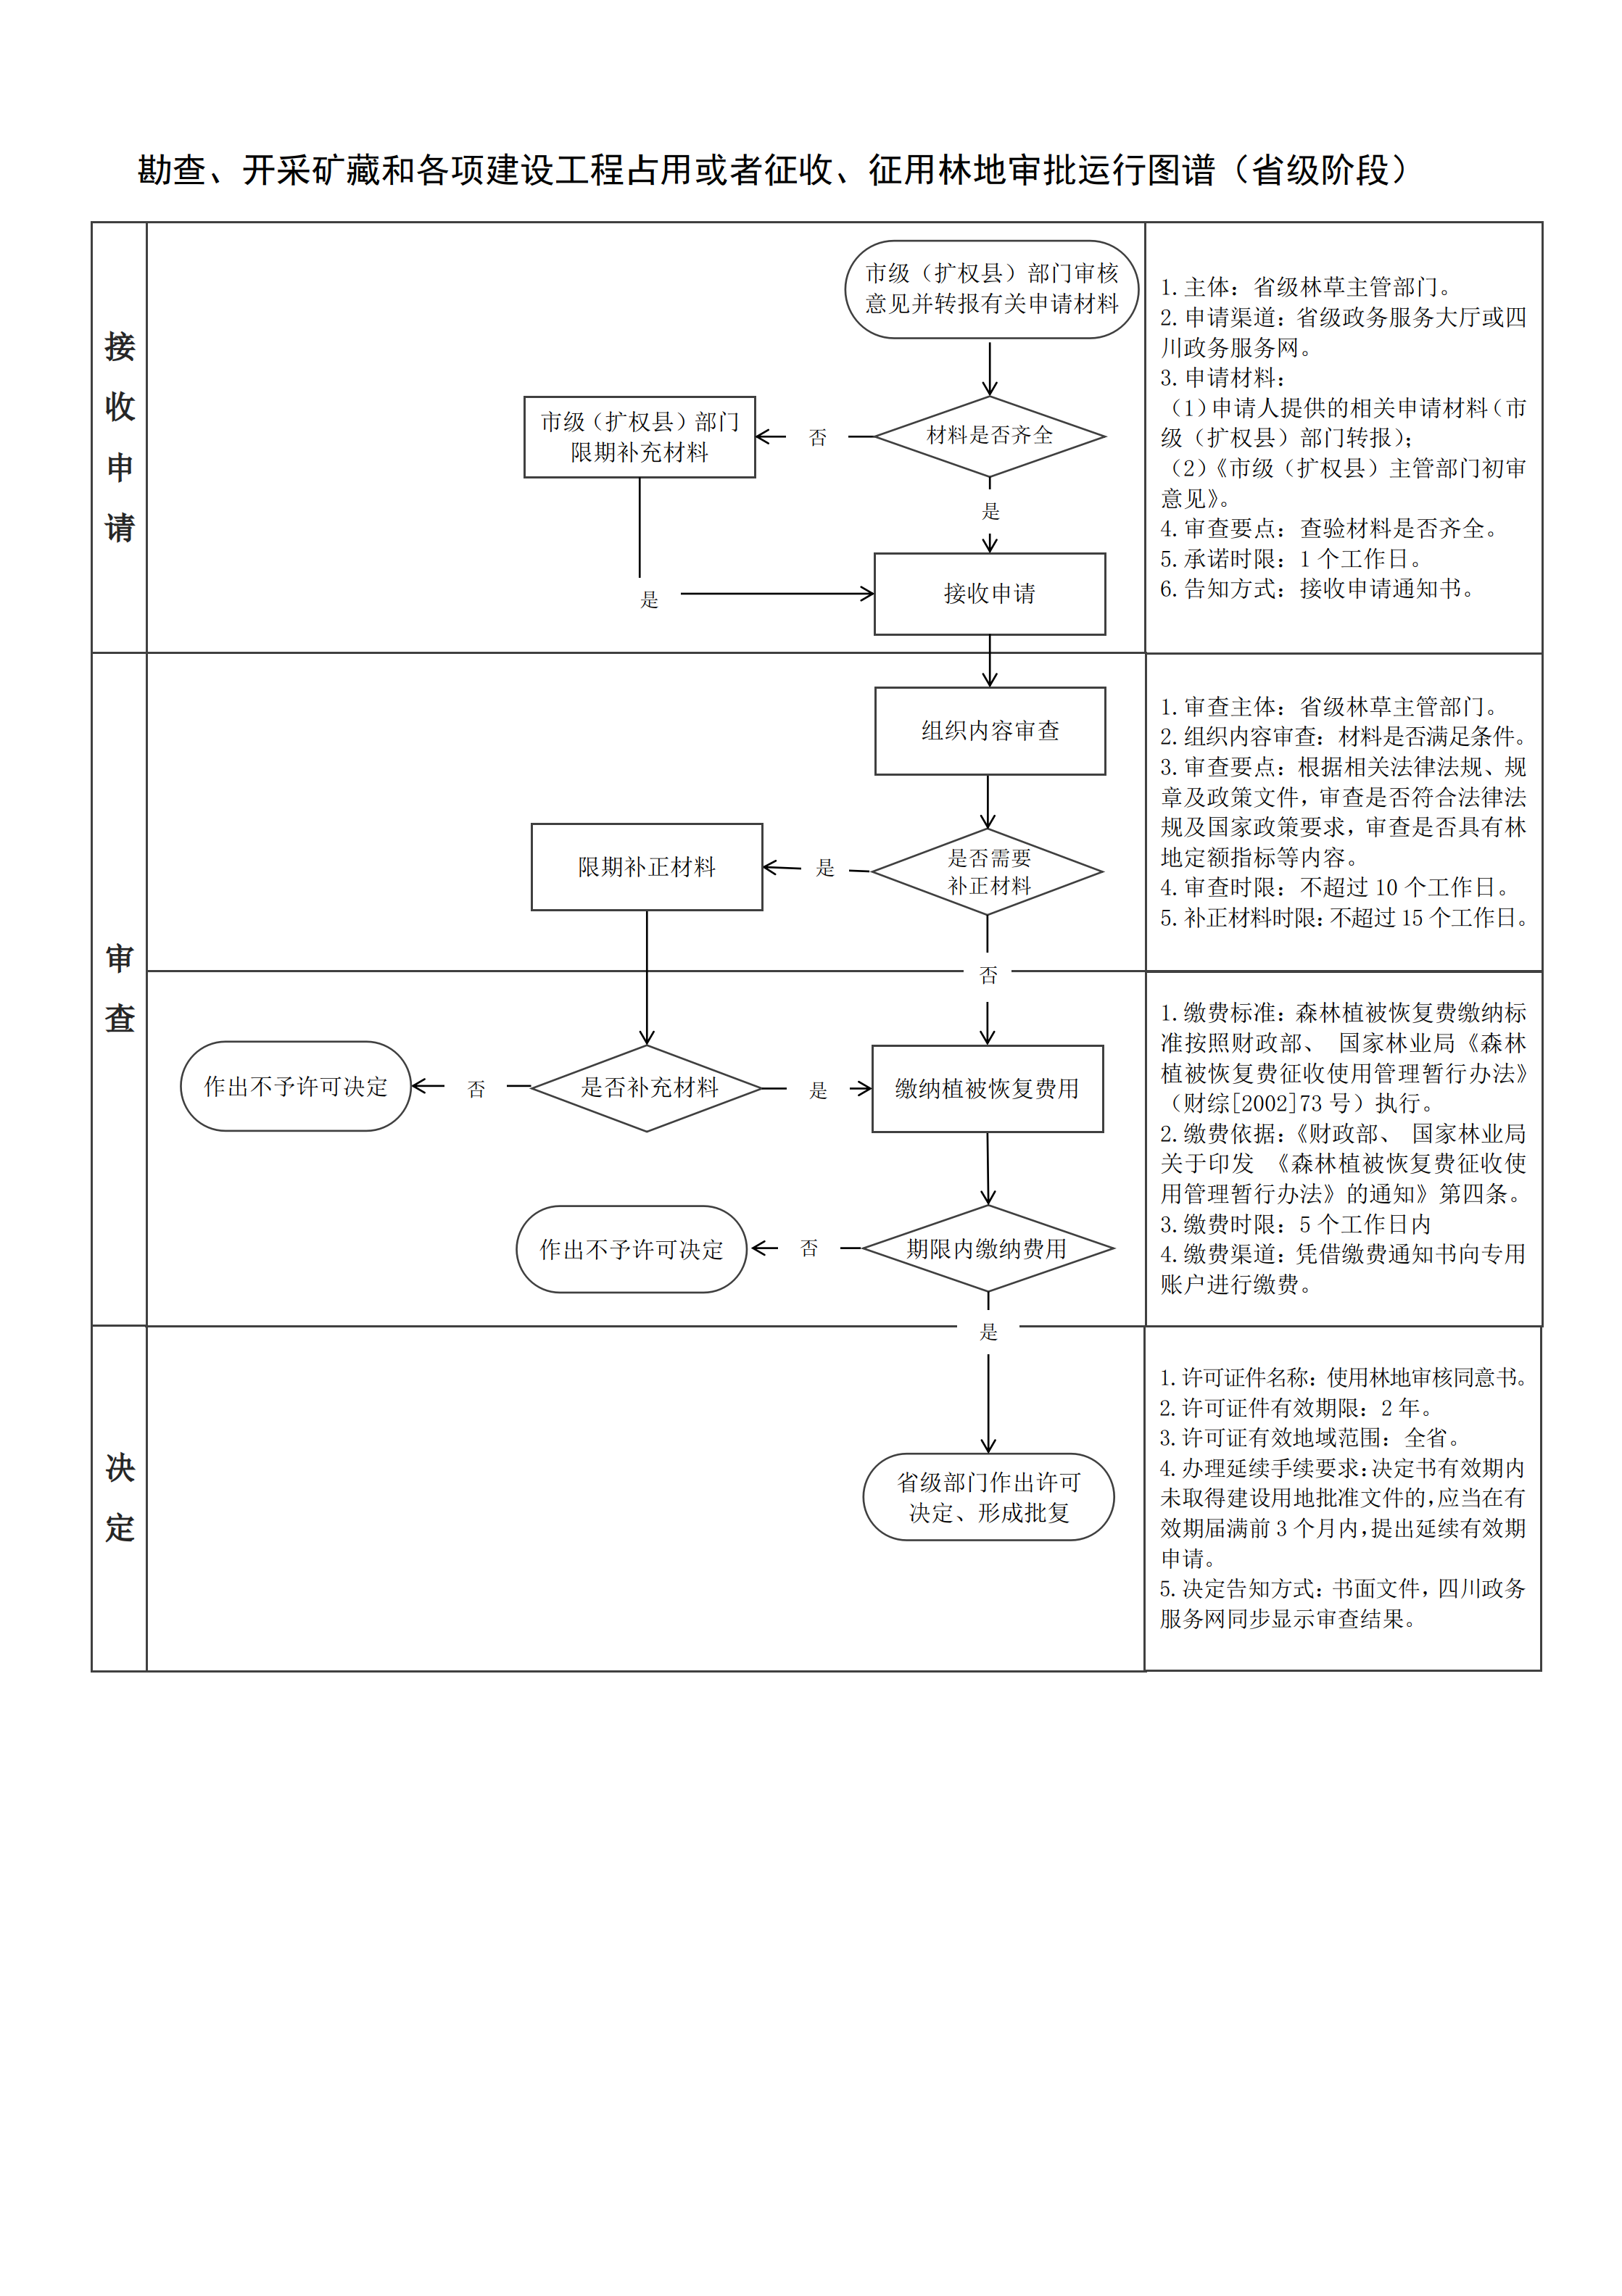 勘查、开采矿藏和各项建设工程占用或者征收、征用林地审批运行图谱（省级阶段）
接
收
申
请
市级（扩权县）部门审核
意见并转报有关申请材料
材料是否齐全
否
市级（扩权县）部门
限期补充材料
是
是
接收申请
1.主体：省级林草主管部门。
2.申请渠道：省级政务服务大厅或四
川政务服务网。
3.申请材料：
（1）申请人提供的相关申请材料（市
级（扩权县）部门转报）；
（2）《市级（扩权县）主管部门初审
意见》。
4.审查要点：查验材料是否齐全。
5.承诺时限：1 个工作日。
6.告知方式：接收申请通知书。
审
查
组织内容审查
是否需要
补正材料
是
限期补正材料
否
1.审查主体：省级林草主管部门。
2.组织内容审查：材料是否满足条件。
3.审查要点：根据相关法律法规、规
章及政策文件，审查是否符合法律法
规及国家政策要求，审查是否具有林
地定额指标等内容。
4.审查时限：不超过 10 个工作日。
5.补正材料时限：不超过 15 个工作日。
作出不予许可决定
否
是否补充材料
是
缴纳植被恢复费用
作出不予许可决定
否
期限内缴纳费用
是
1.缴费标准：森林植被恢复费缴纳标
准按照财政部、 国家林业局《森林
植被恢复费征收使用管理暂行办法》
（财综[2002]73 号）执行。
2.缴费依据：《财政部、 国家林业局
关于印发 《森林植被恢复费征收使
用管理暂行办法》的通知》第四条。
3.缴费时限：5 个工作日内
4.缴费渠道：凭借缴费通知书向专用
账户进行缴费。
决
定
省级部门作出许可
决定、形成批复
1.许可证件名称：使用林地审核同意书。
2.许可证件有效期限：2 年。
3.许可证有效地域范围：全省。
4.办理延续手续要求：决定书有效期内
未取得建设用地批准文件的，应当在有
效期届满前 3 个月内，提出延续有效期
申请。
5.决定告知方式：书面文件，四川政务
服务网同步显示审查结果。